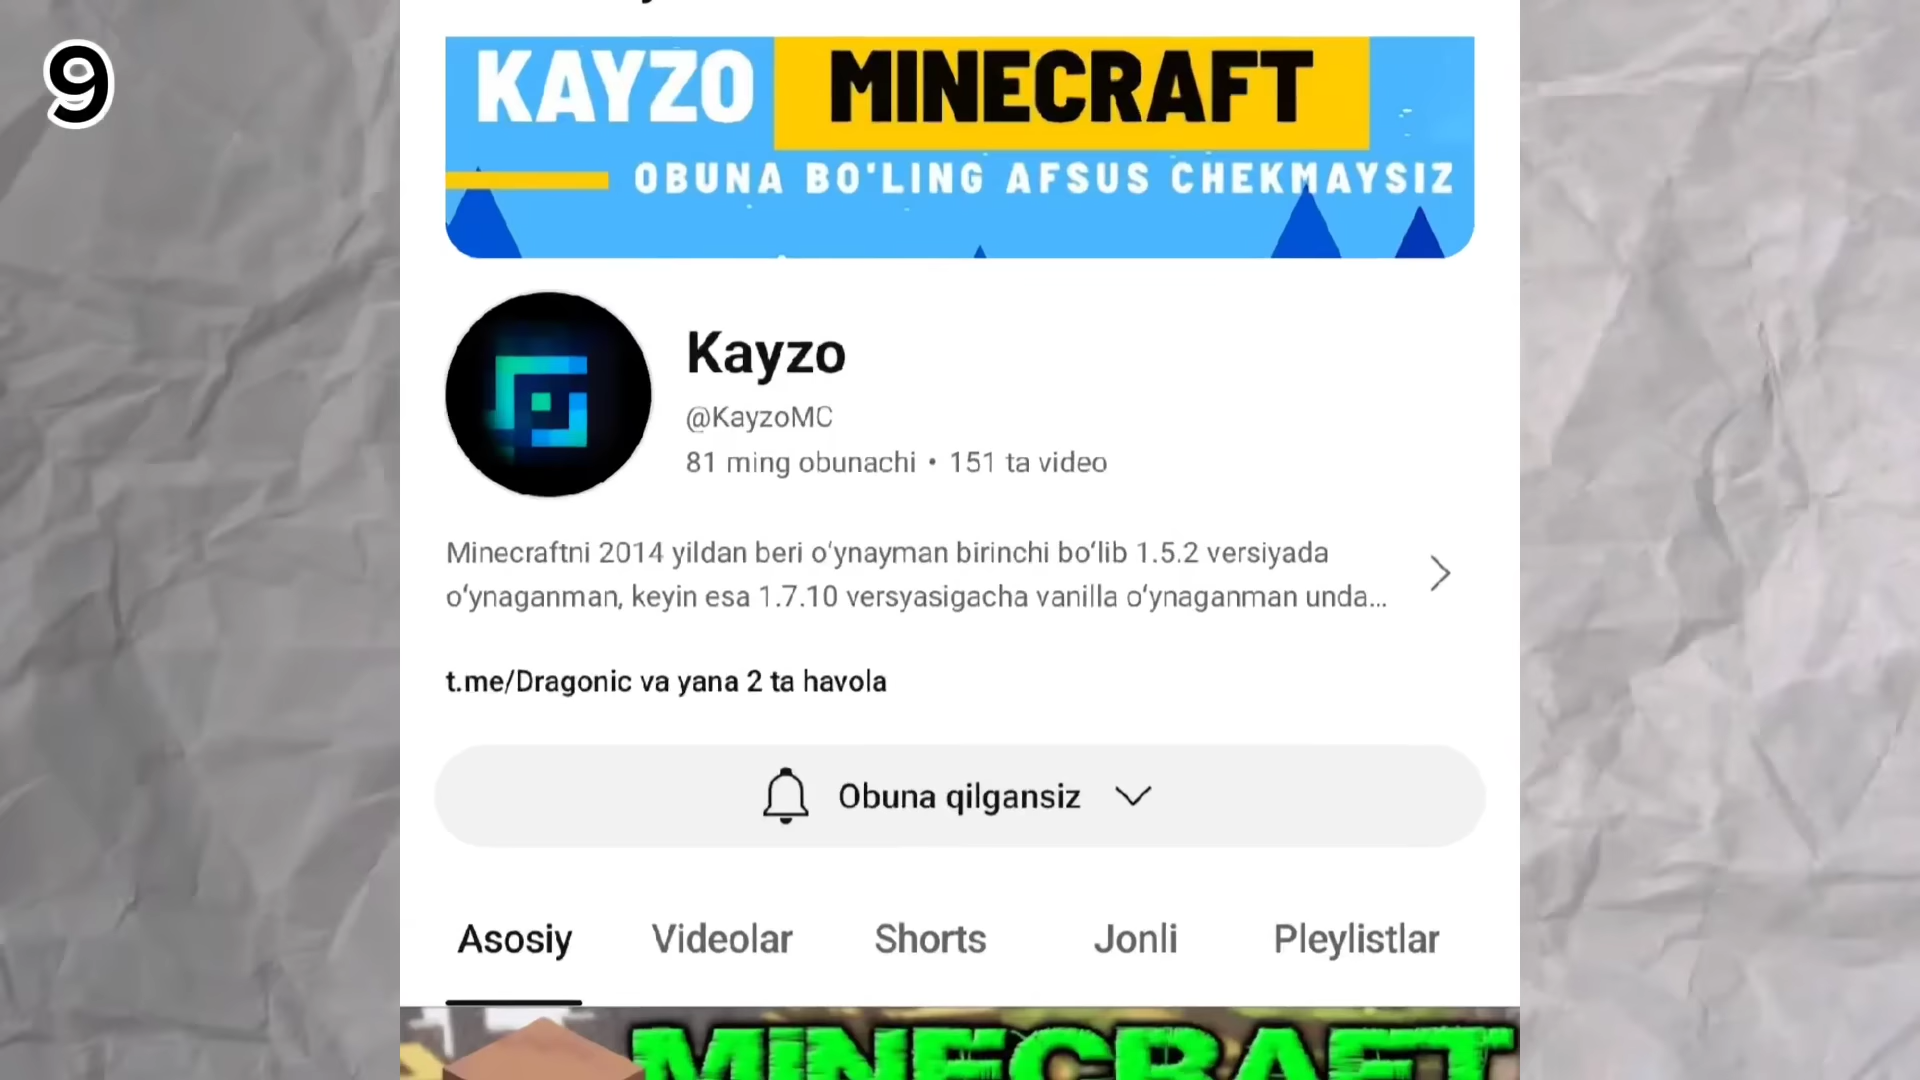 9
KAYZO MINECRAFT
OBUNA BO'LING AFSUS CHEKMAYSIZ
Kayzo
@KayzoMC
81 ming obunachi • 151 ta video
Minecraftni 2014 yildan beri oʻynayman birinchi boʻlib 1.5.2 versiyada
oʻynaganman, keyin esa 1.7.10 versyasigacha vanilla oʻynaganman unda...
t.me/Dragonic va yana 2 ta havola
Obuna qilgansiz
Asosiy Videolar Shorts Jonli Pleylistlar
MINECRAFT